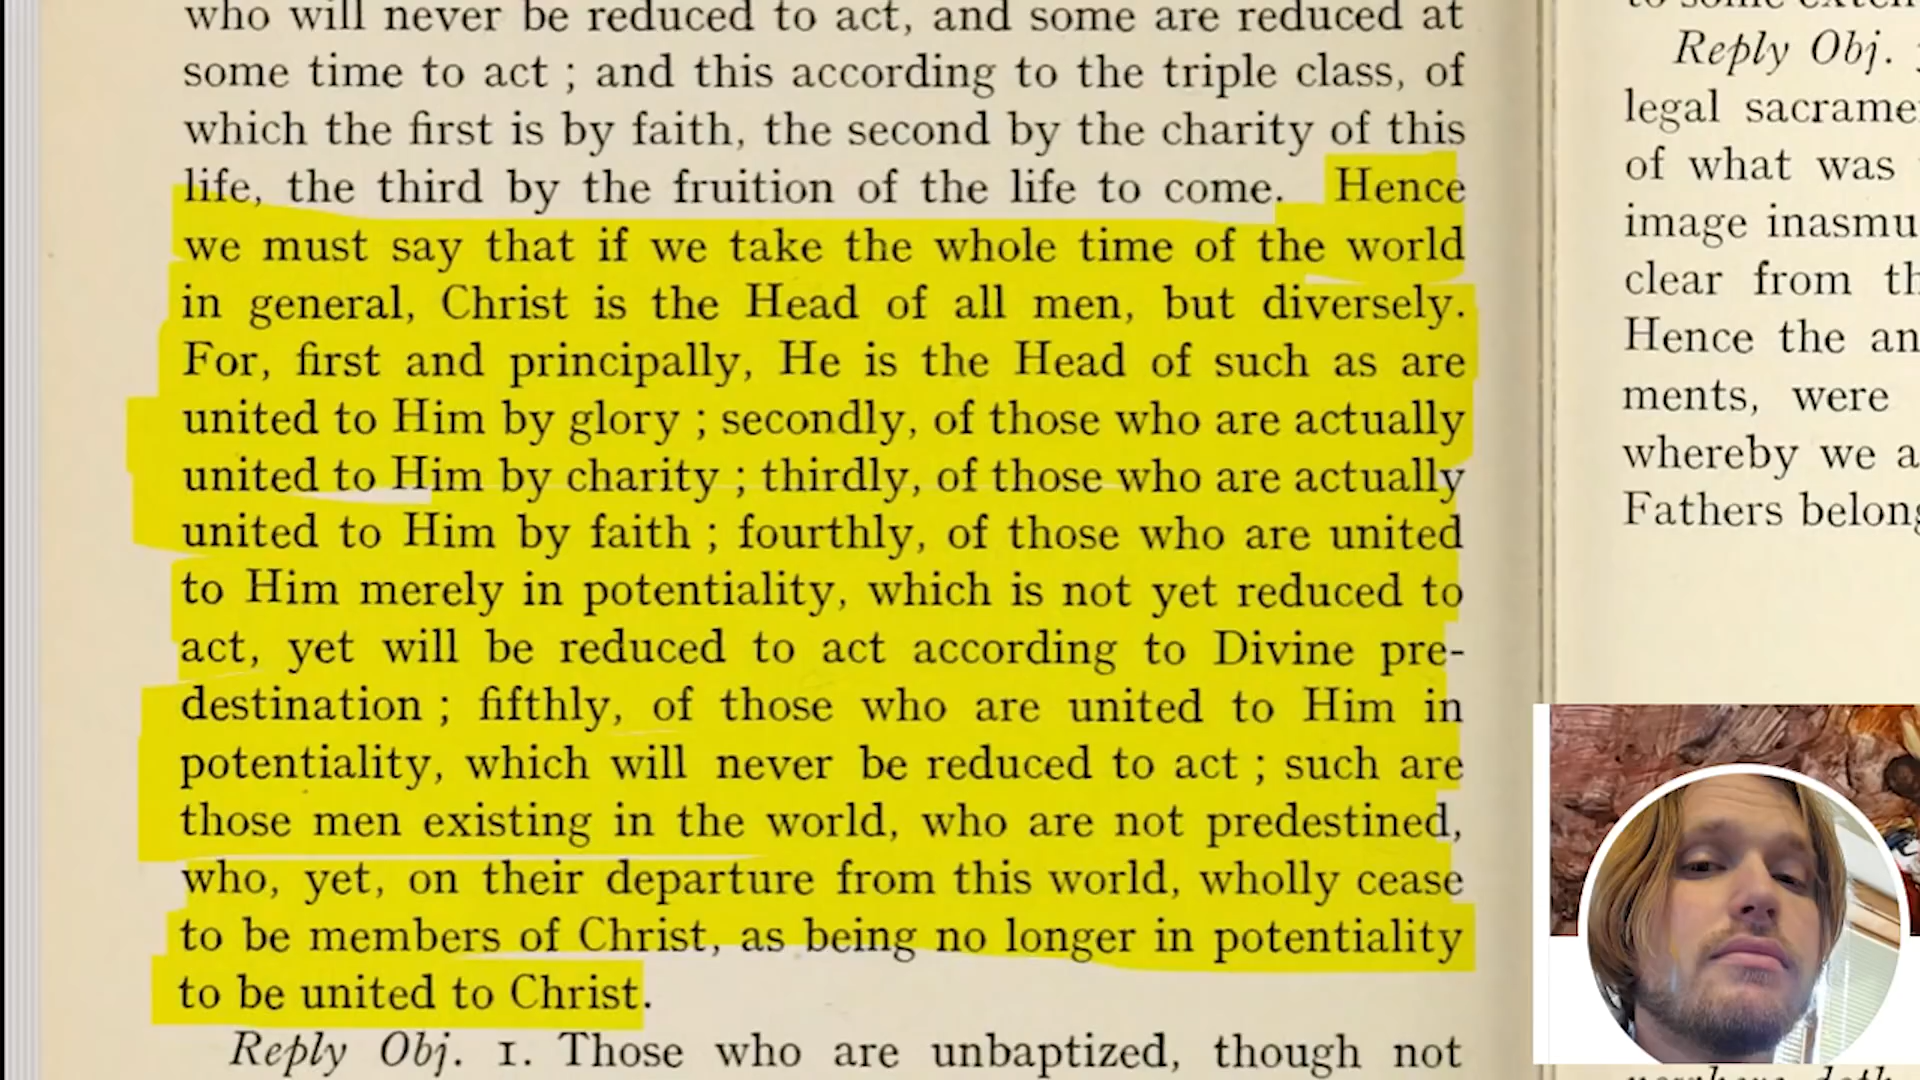 who will never be reduced to act, and some are reduced at
some time to act ; and this according to the triple class, of
which the first is by faith, the second by the charity of this
life, the third by the fruition of the life to come. Hence
we must say that if we take the whole time of the world
in general, Christ is the Head of all men, but diversely.
For, first and principally, He is the Head of such as are
united to Him by glory ; secondly, of those who are actually
united to Him by charity ; thirdly, of those who are actually
united to Him by faith ; fourthly, of those who are united
to Him merely in potentiality, which is not yet reduced to
act, yet will be reduced to act according to Divine pre-
destination ; fifthly, of those who are united to Him in
potentiality, which will never be reduced to act ; such are
those men existing in the world, who are not predestined,
who, yet, on their departure from this world, wholly cease
to be members of Christ, as being no longer in potentiality
to be united to Christ.
Reply Obj. 1. Those who are unbaptized, though not
to some
Reply Obj.
legal
of what was
image
clear from
Hence the
ments, were
whereby we
Fathers